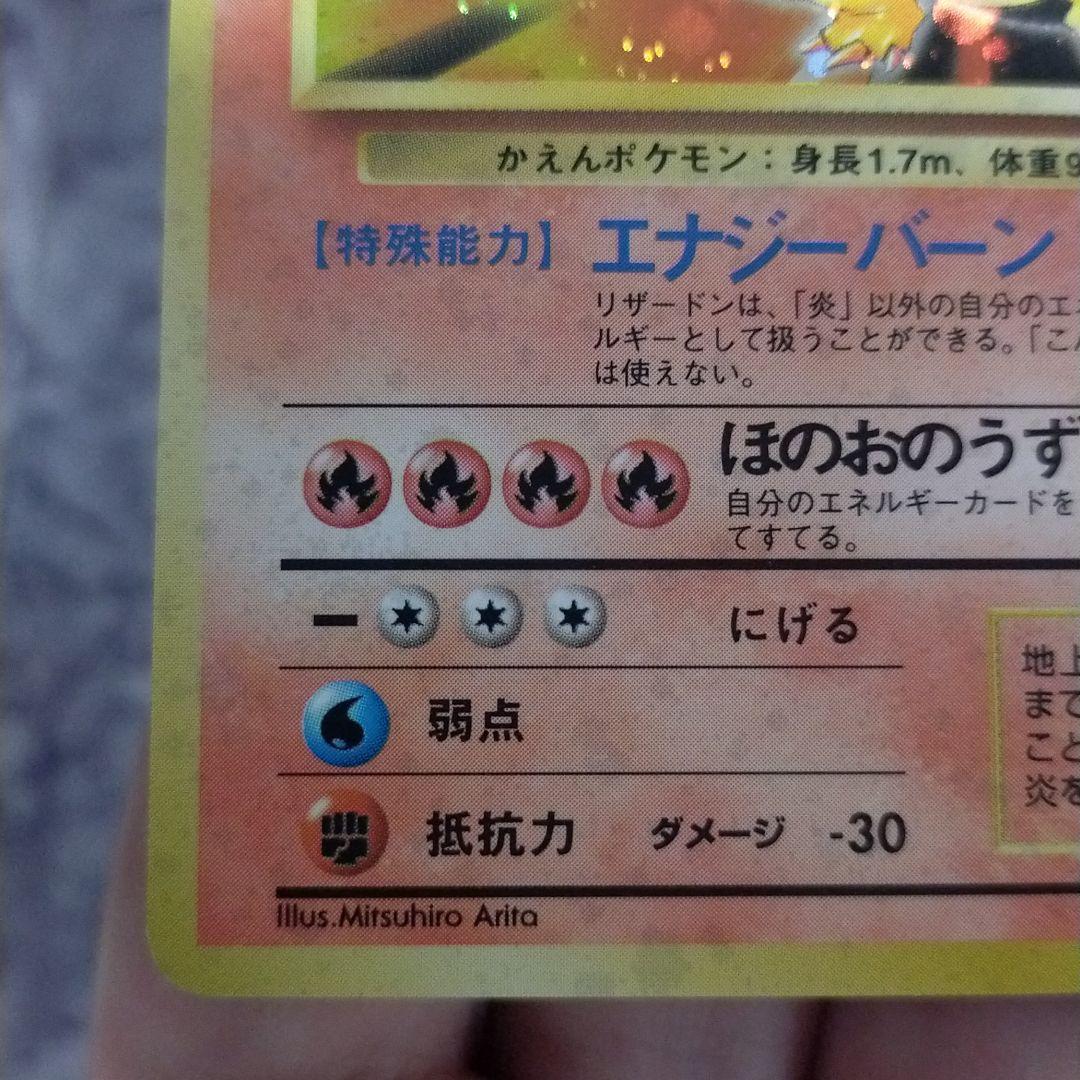 かえんポケモン：身長1.7m、体重9
【特殊能力】 エナジーバーン
リザードンは、「炎」以外の自分のエネ
ルギーとして扱うことができる。「こん
は使えない。
ほのおのうず
自分のエネルギーカードを
てすてる。
ー にげる
弱点
抵抗力 ダメージ -30
地上
まで
こと
炎を
Illus.Mitsuhiro Arita